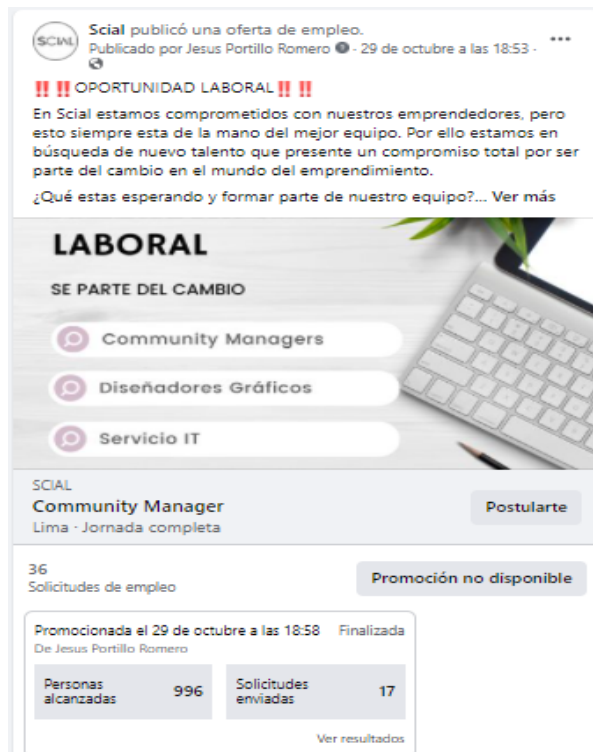 SCIAL
Scial publicó una oferta de empleo.
Publicado por Jesus Portillo Romero · 29 de octubre a las 18:53 ·
‼️ ‼️ OPORTUNIDAD LABORAL ‼️ ‼️
En Scial estamos comprometidos con nuestros emprendedores, pero
esto siempre esta de la mano del mejor equipo. Por ello estamos en
búsqueda de nuevo talento que presente un compromiso total por ser
parte del cambio en el mundo del emprendimiento.
¿Qué estas esperando y formar parte de nuestro equipo?... Ver más
LABORAL
SE PARTE DEL CAMBIO
Community Managers
Diseñadores Gráficos
Servicio IT
SCIAL
Community Manager
Lima · Jornada completa
Postularte
36
Solicitudes de empleo
Promoción no disponible
Promocionada el 29 de octubre a las 18:58 Finalizada
De Jesus Portillo Romero
Personas
alcanzadas
996
Solicitudes
enviadas
17
Ver resultados